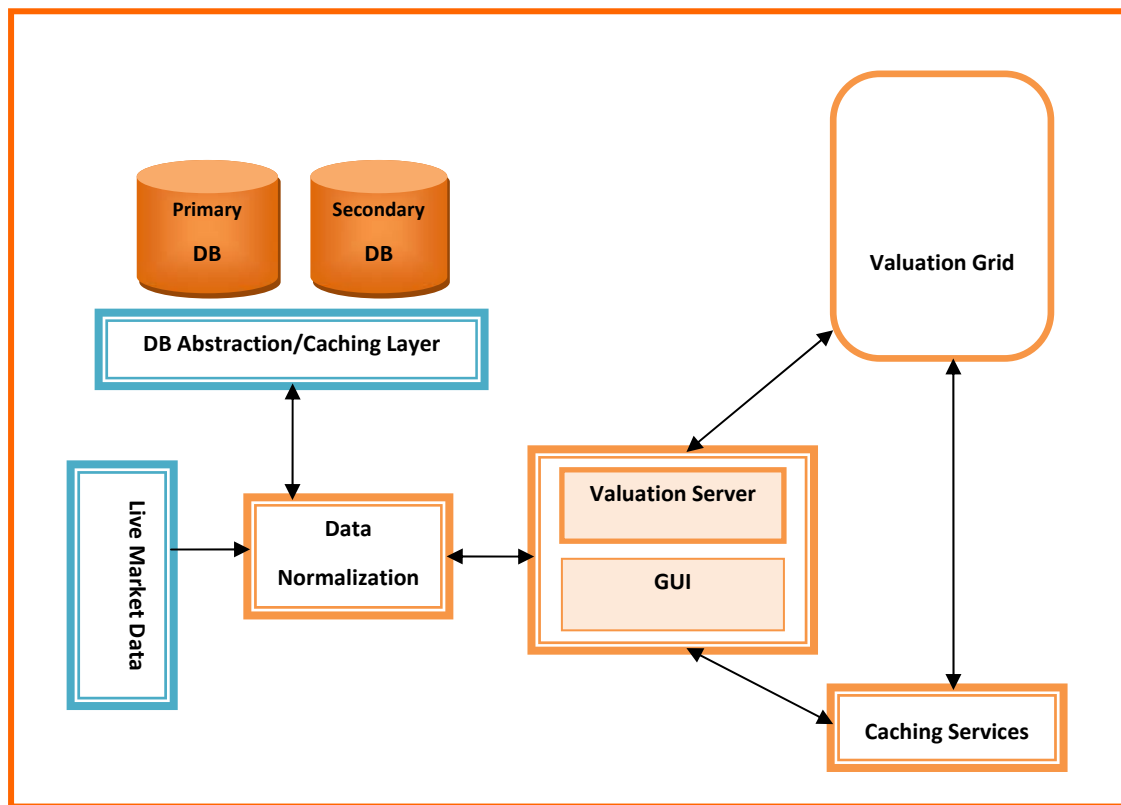 Primary
DB
Secondary
DB
Valuation Grid
DB Abstraction/Caching Layer
Live Market Data
Data
Normalization
Valuation Server
GUI
Caching Services